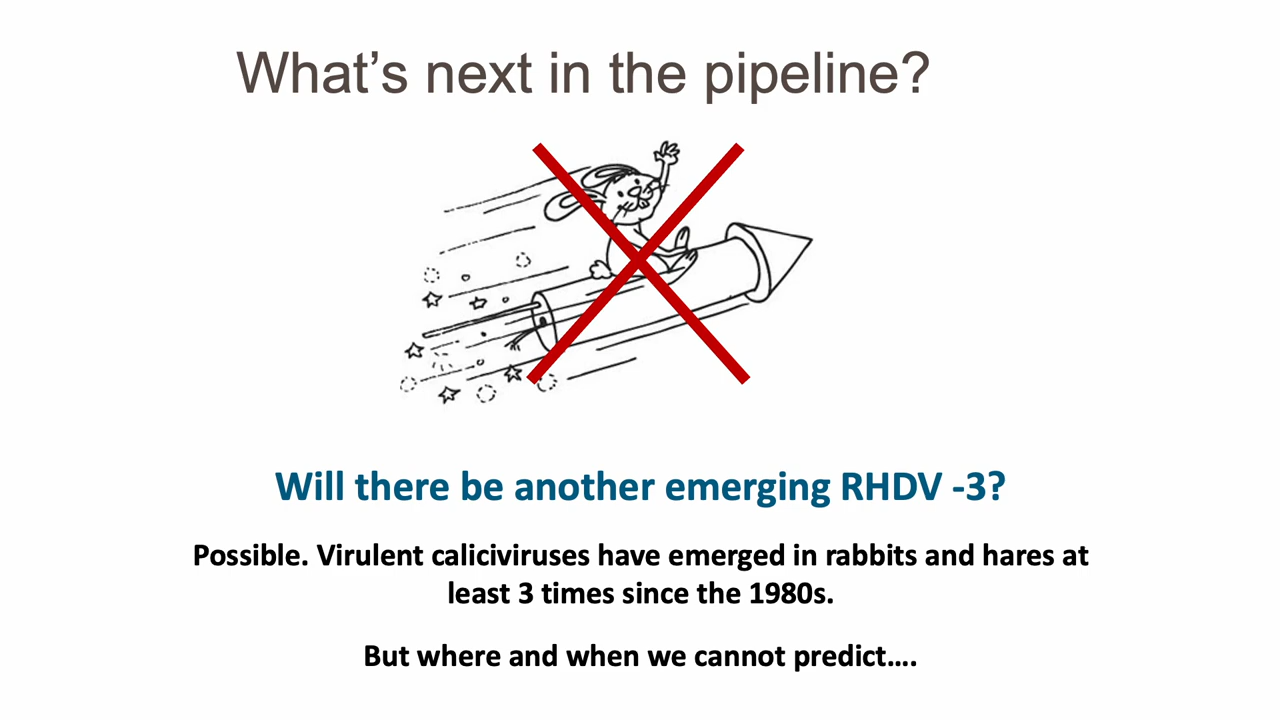 What’s next in the pipeline?
Will there be another emerging RHDV -3?
Possible. Virulent caliciviruses have emerged in rabbits and hares at
least 3 times since the 1980s.
But where and when we cannot predict….